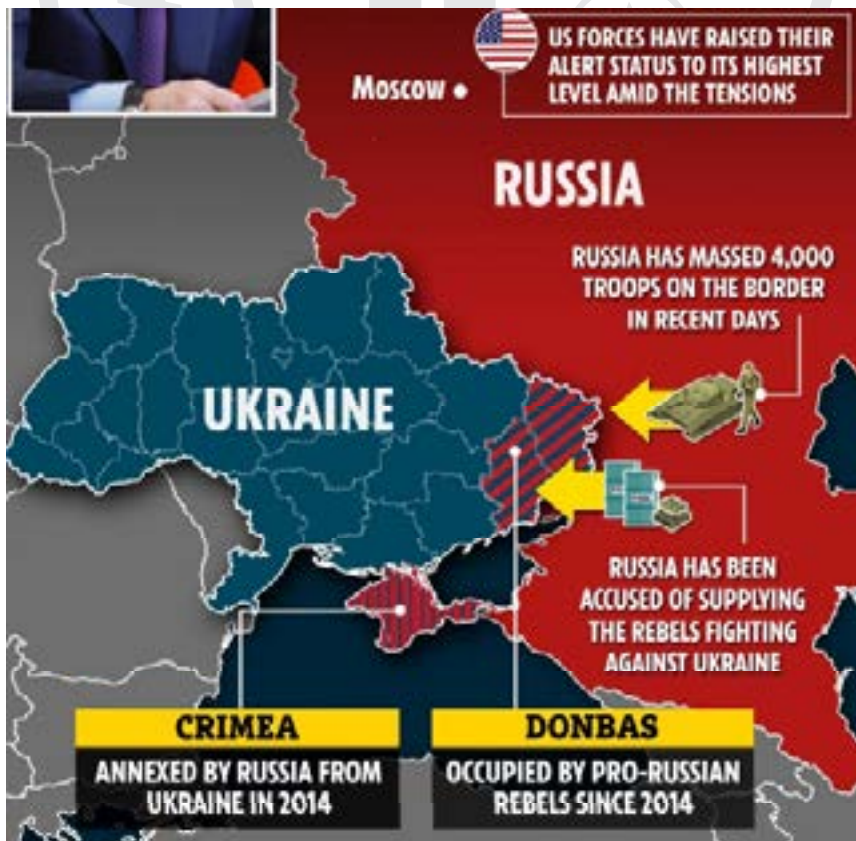 US FORCES HAVE RAISED THEIR
ALERT STATUS TO ITS HIGHEST
LEVEL AMID THE TENSIONS
Moscow
RUSSIA
RUSSIA HAS MASSED 4,000
TROOPS ON THE BORDER
IN RECENT DAYS
UKRAINE
RUSSIA HAS BEEN
ACCUSED OF SUPPLYING
THE REBELS FIGHTING
AGAINST UKRAINE
CRIMEA
ANNEXED BY RUSSIA FROM
UKRAINE IN 2014
DONBAS
OCCUPIED BY PRO-RUSSIAN
REBELS SINCE 2014